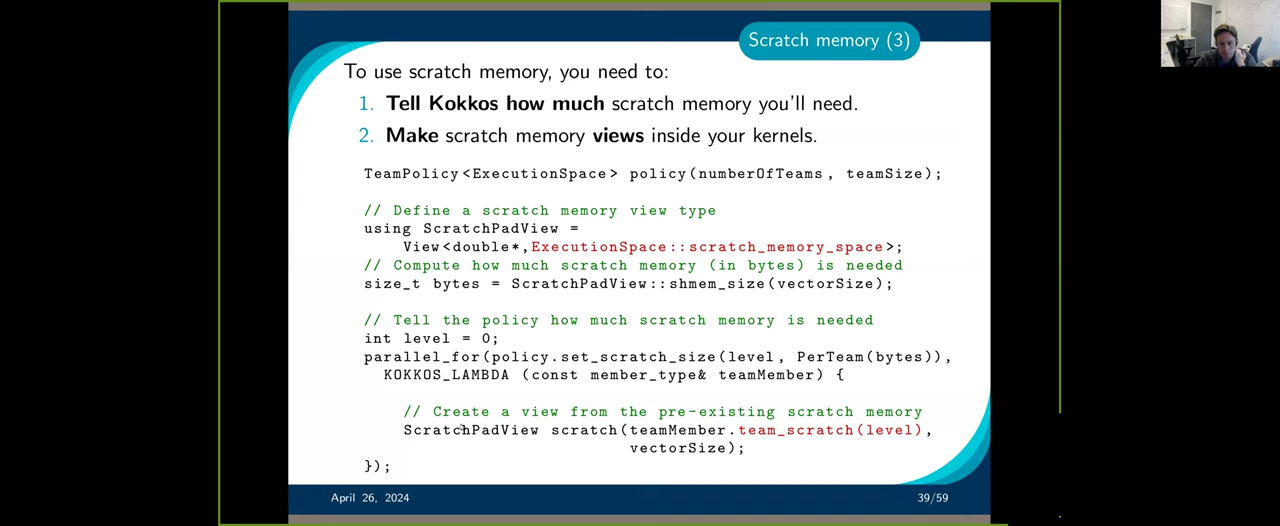 Scratch memory (3)
To use scratch memory, you need to:
1. Tell Kokkos how much scratch memory you'll need.
2. Make scratch memory views inside your kernels.
TeamPolicy<ExecutionSpace> policy(numberOfTeams, teamSize);
// Define a scratch memory view type
using ScratchPadView =
View<double*,ExecutionSpace::scratch_memory_space>;
// Compute how much scratch memory (in bytes) is needed
size_t bytes = ScratchPadView::shmem_size(vectorSize);
// Tell the policy how much scratch memory is needed
int level = 0;
parallel_for(policy.set_scratch_size(level, PerTeam(bytes)),
KOKKOS_LAMBDA (const member_type& teamMember) {
// Create a view from the pre-existing scratch memory
ScratchPadView scratch(teamMember.team_scratch(level),
vectorSize);
});
April 26, 2024
39/59